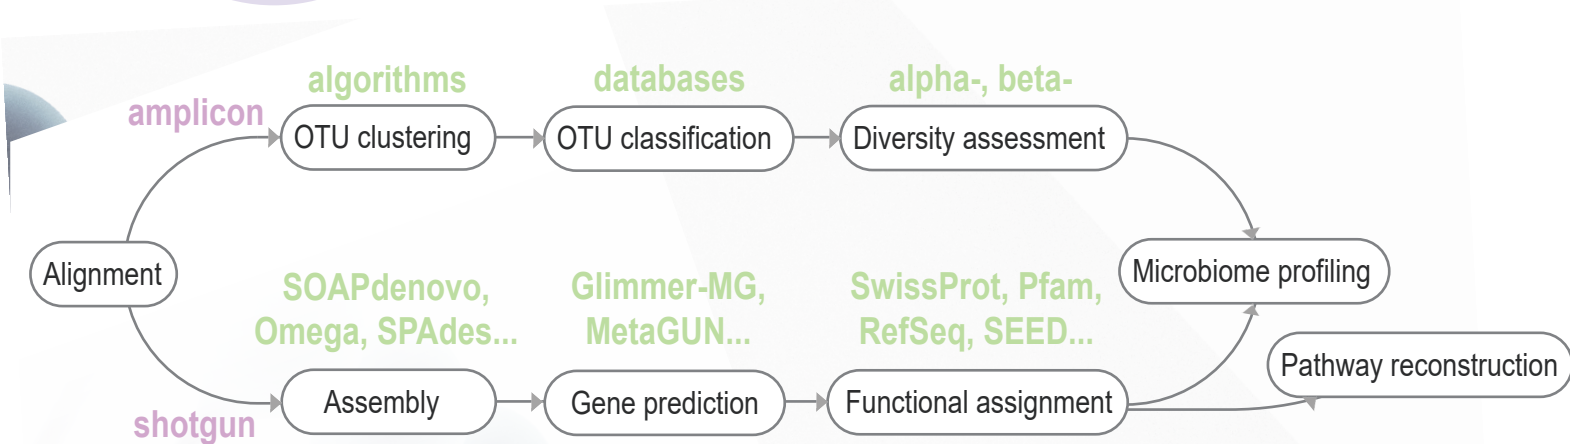 algorithms
databases
alpha-, beta-
amplicon
OTU clustering
OTU classification
Diversity assessment
Alignment
Microbiome profiling
SOAPdenovo,
Omega, SPAdes...
Glimmer-MG,
MetaGUN...
SwissProt, Pfam,
RefSeq, SEED...
Pathway reconstruction
shotgun
Assembly
Gene prediction
Functional assignment